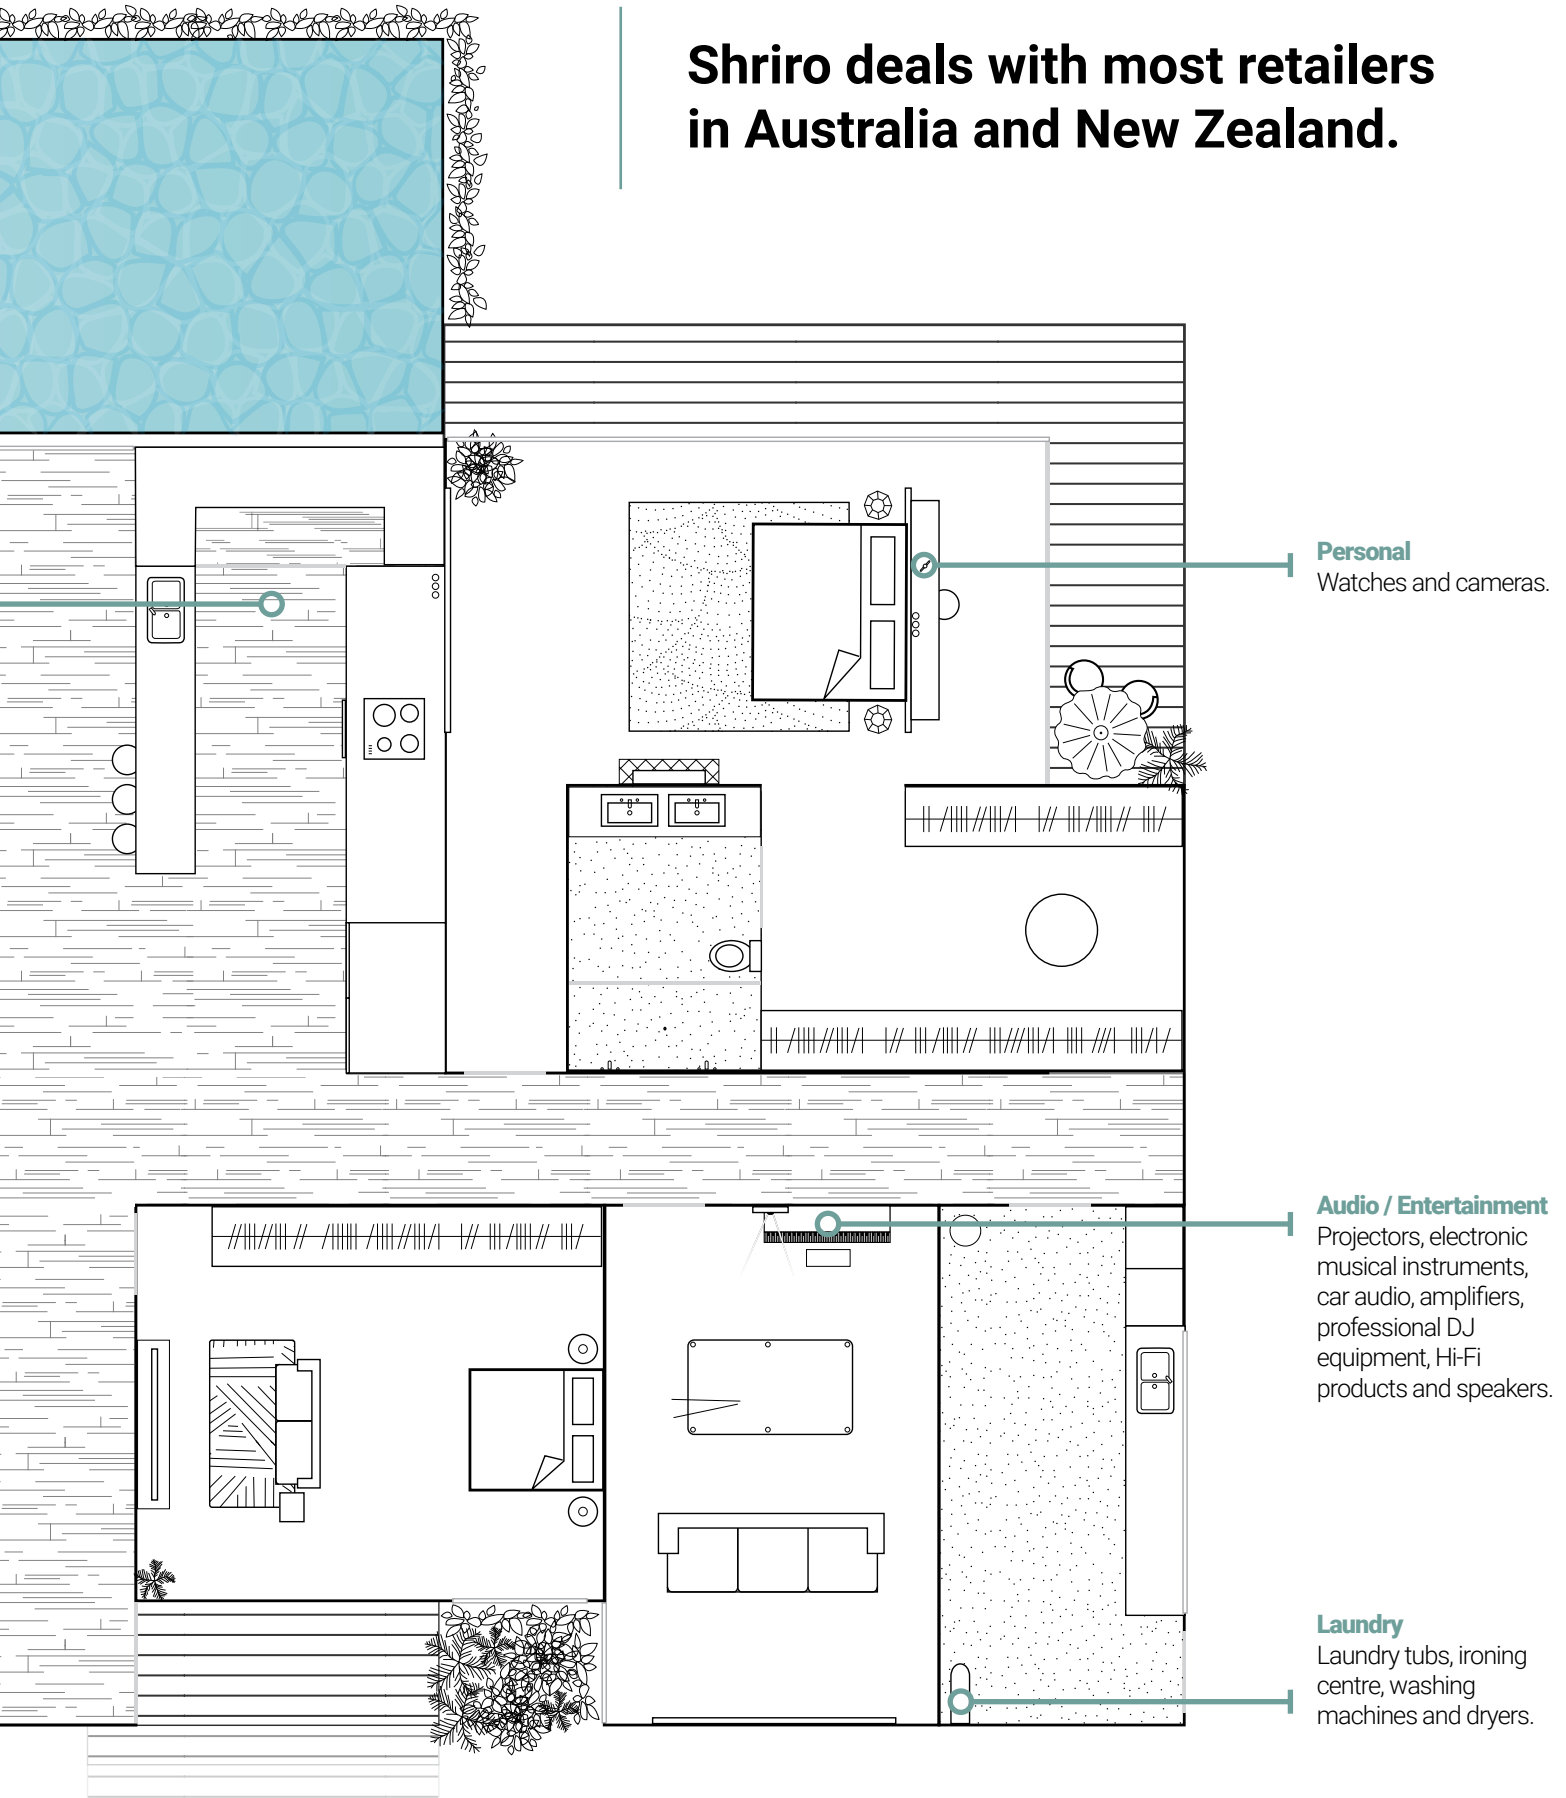 Shriro deals with most retailers
in Australia and New Zealand.
Personal
Watches and cameras.
Audio / Entertainment
Projectors, electronic
musical instruments,
car audio, amplifiers,
professional DJ
equipment, Hi-Fi
products and speakers.
Laundry
Laundry tubs, ironing
centre, washing
machines and dryers.